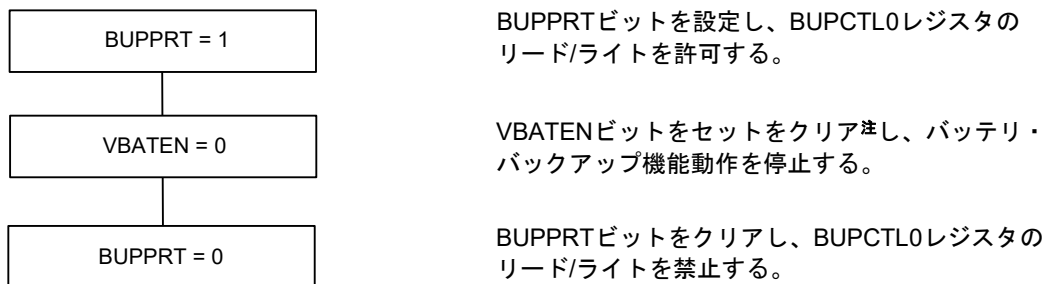 BUPPRT = 1
BUPPRTビットを設定し、BUPCTL0レジスタの
リード/ライトを許可する。
VBATEN = 0
VBATENビットをセットをクリア注し、バッテリ・
バックアップ機能動作を停止する。
BUPPRT = 0
BUPPRTビットをクリアし、BUPCTL0レジスタの
リード/ライトを禁止する。